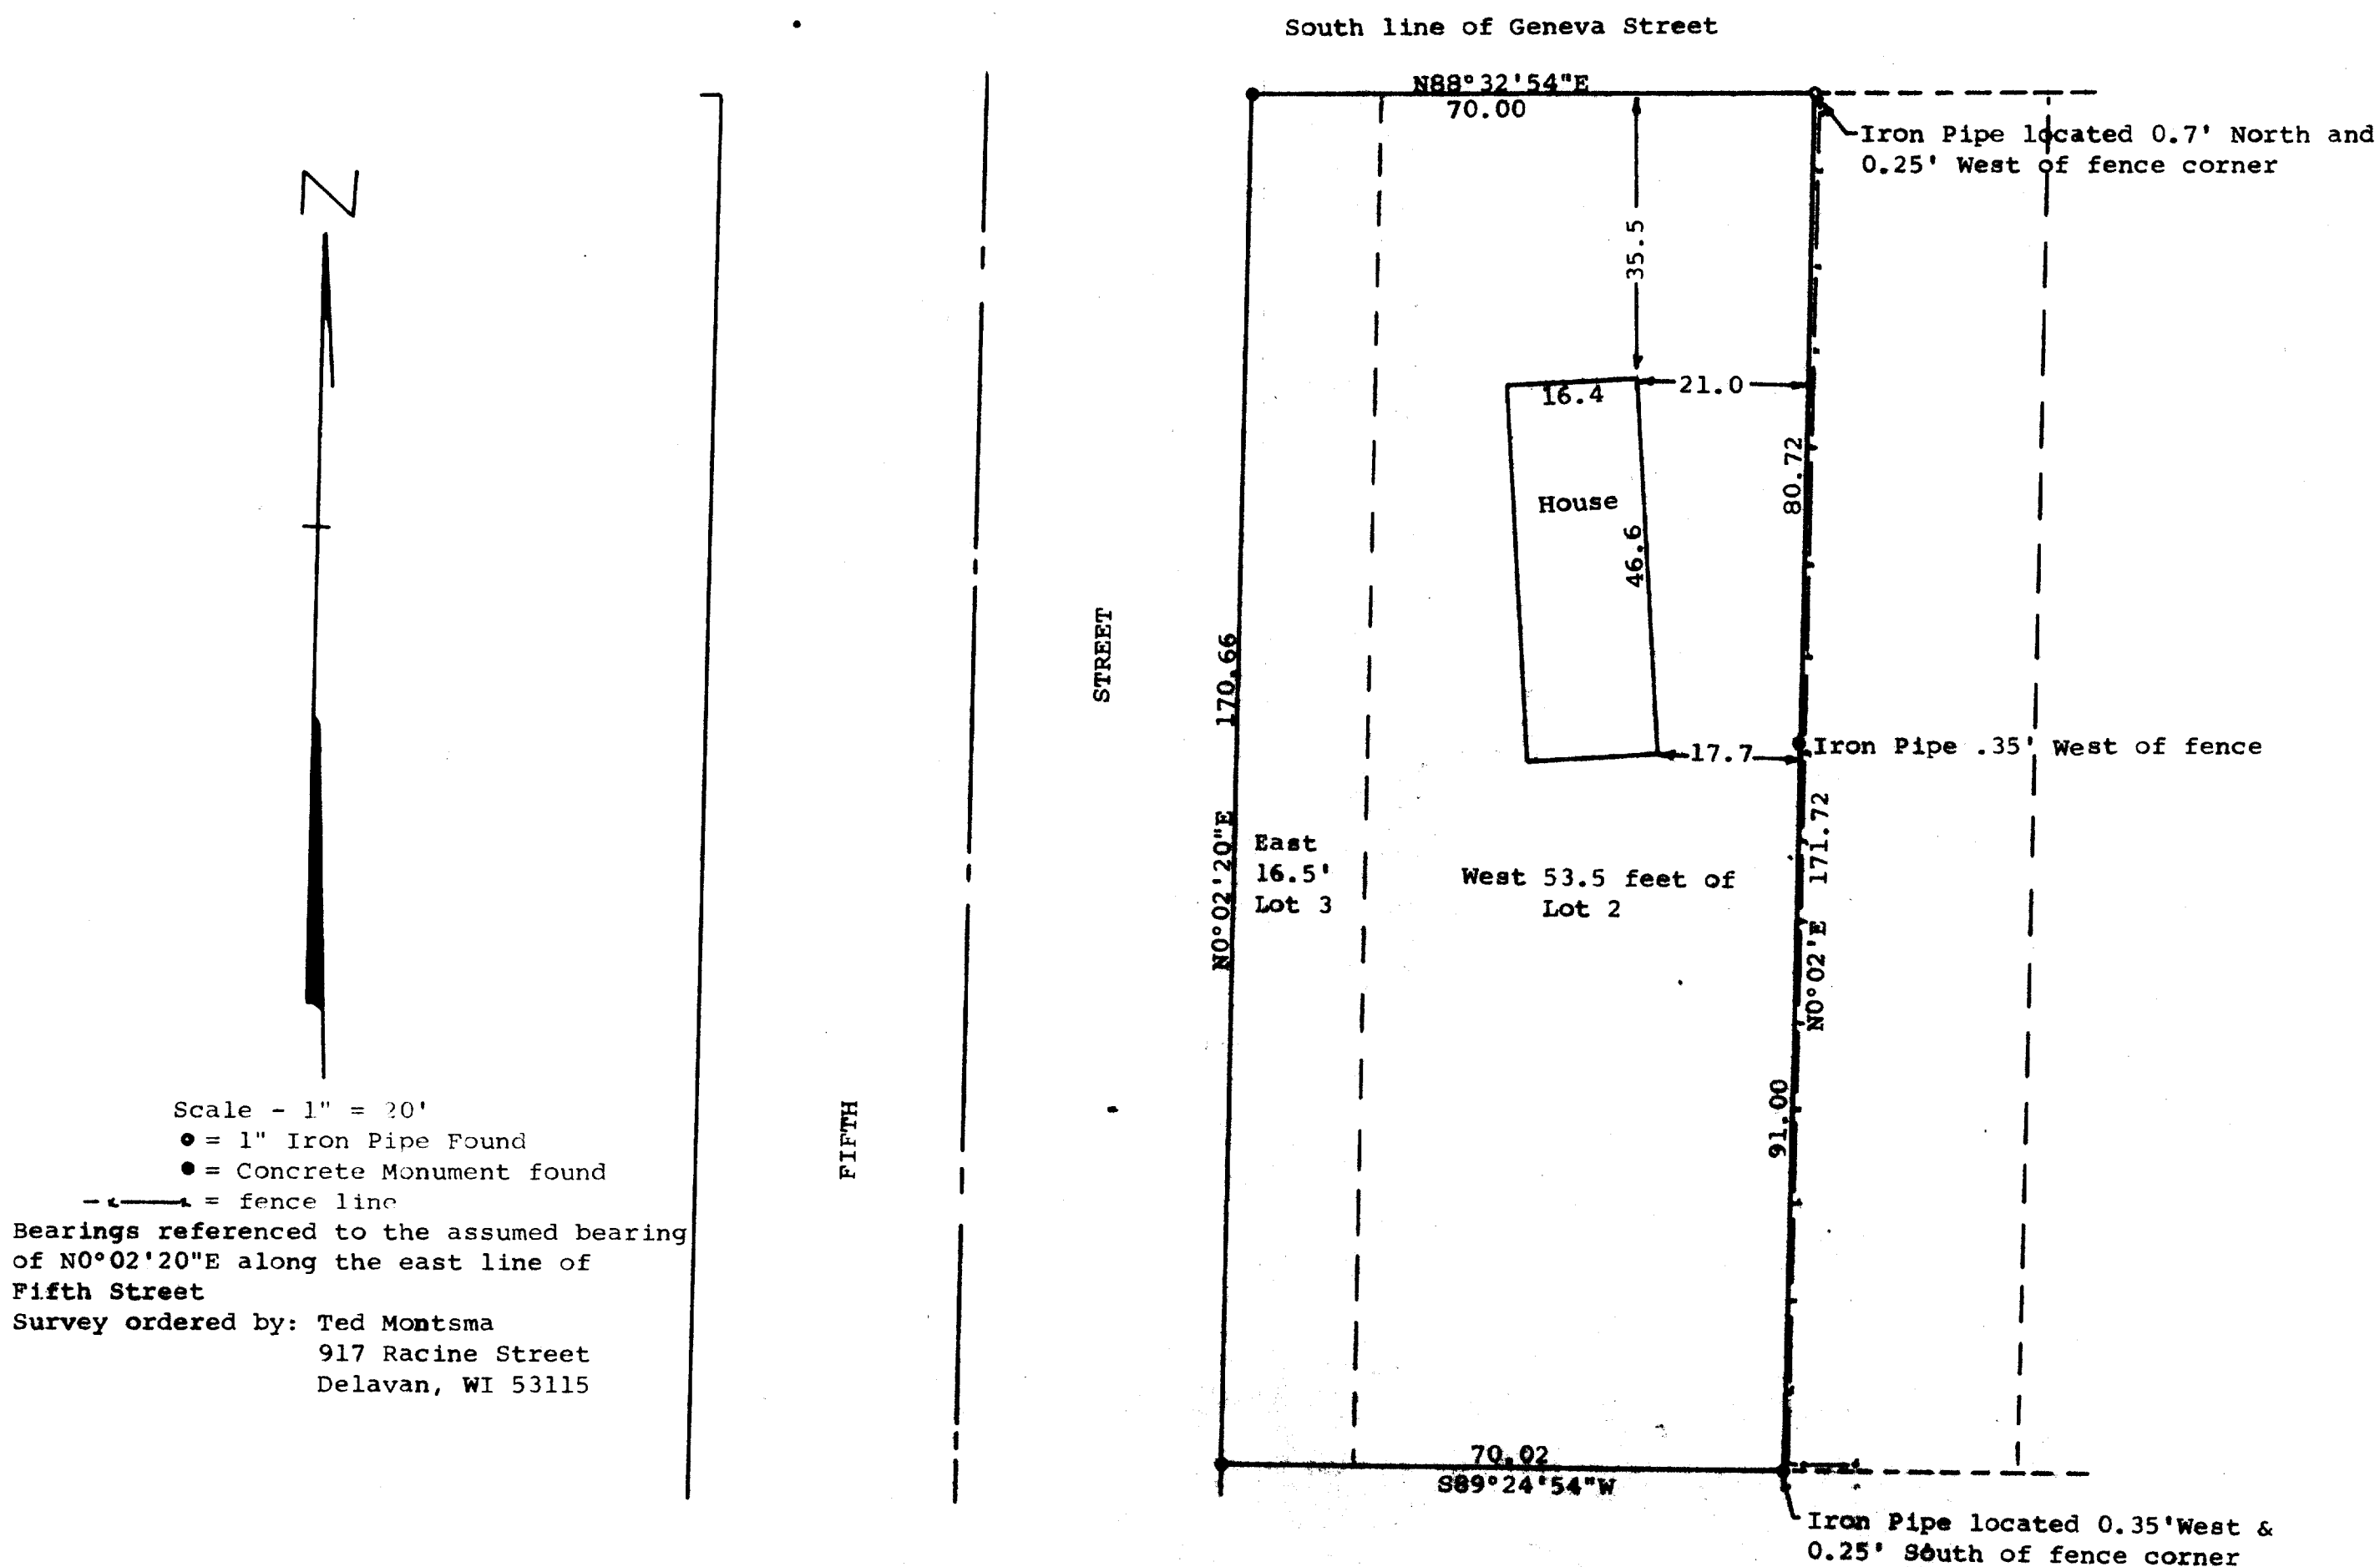 South line of Geneva Street
N88°32'54"E
70.00
Iron Pipe located 0.7' North and
0.25' West of fence corner
N
35.5
16.4
21.0
80.72
House
46.6
STREET
170.66
17.7
Iron Pipe .35' West of fence
171.72
N0°02'20"E
East
16.5'
Lot 3
West 53.5 feet of
Lot 2
N0°02'E
91.00
FIFTH
Scale - 1" = 20'
= 1" Iron Pipe Found
= Concrete Monument found
= fence line
Bearings referenced to the assumed bearing
of N0°02'20"E along the east line of
Fifth Street
Survey ordered by: Ted Montsma
917 Racine Street
Delavan, WI 53115
70.02
S89°24'54"W
Iron Pipe located 0.35'West &
0.25' South of fence corner